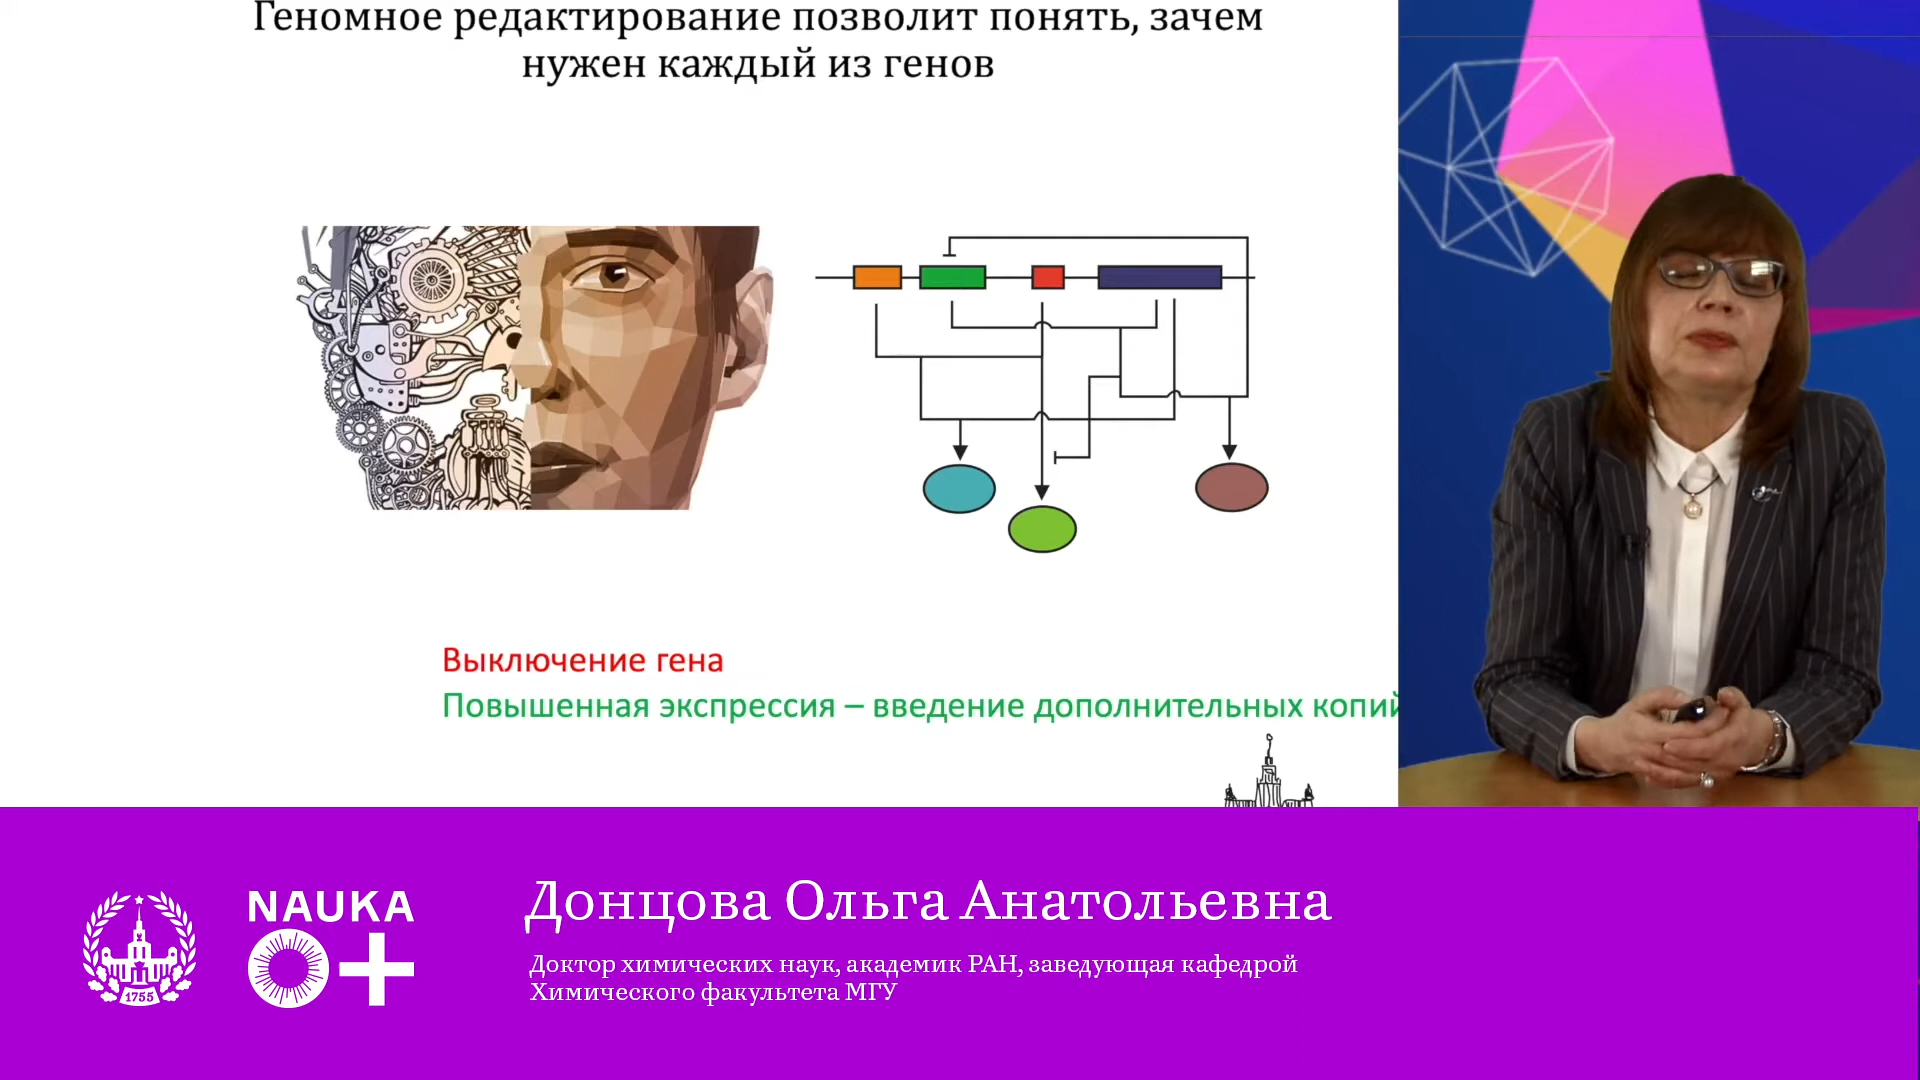 Геномное редактирование позволит понять, зачем
нужен каждый из генов
Выключение гена
Повышенная экспрессия – введение дополнительных копий
1755
NAUKA
0+
Донцова Ольга Анатольевна
Доктор химических наук, академик РАН, заведующая кафедрой
Химического факультета МГУ